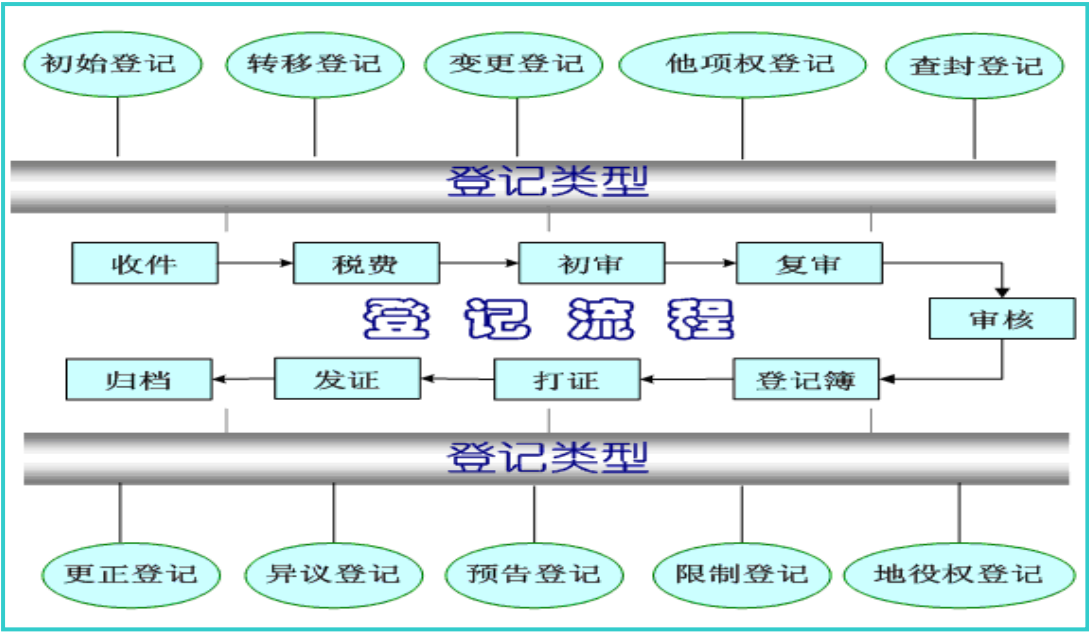 初始登记 转移登记 变更登记 他项权登记 查封登记
登记类型
收件 税费 初审 复审
登记流程 审核
归档 发证 打证 登记簿
登记类型
更正登记 异议登记 预告登记 限制登记 地役权登记